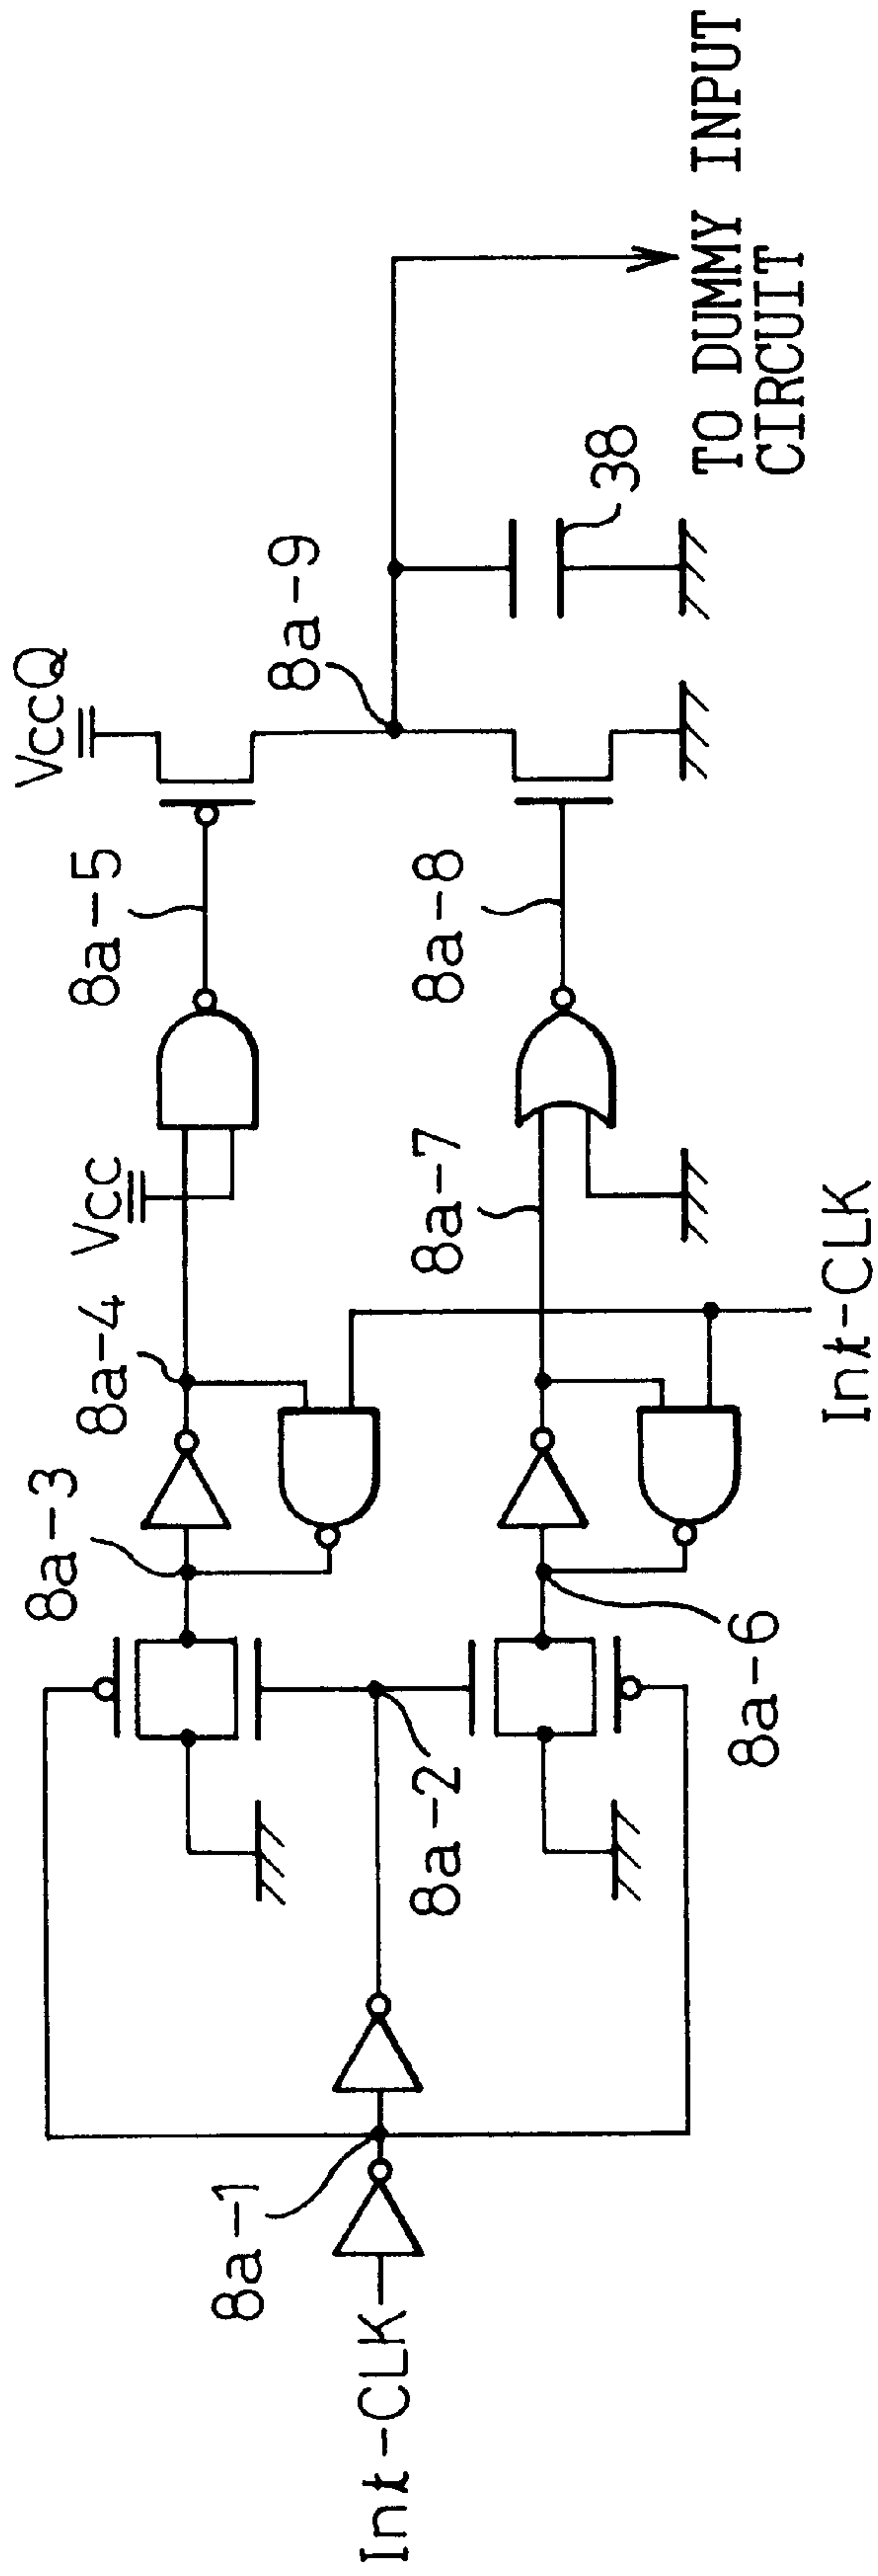 Int-CLK
8a-1
8a-2
8a-3
8a-4
Vcc
8a-5
VccQ
8a-6
8a-7
8a-8
8a-9
38
Int-CLK
TO DUMMY INPUT
CIRCUIT